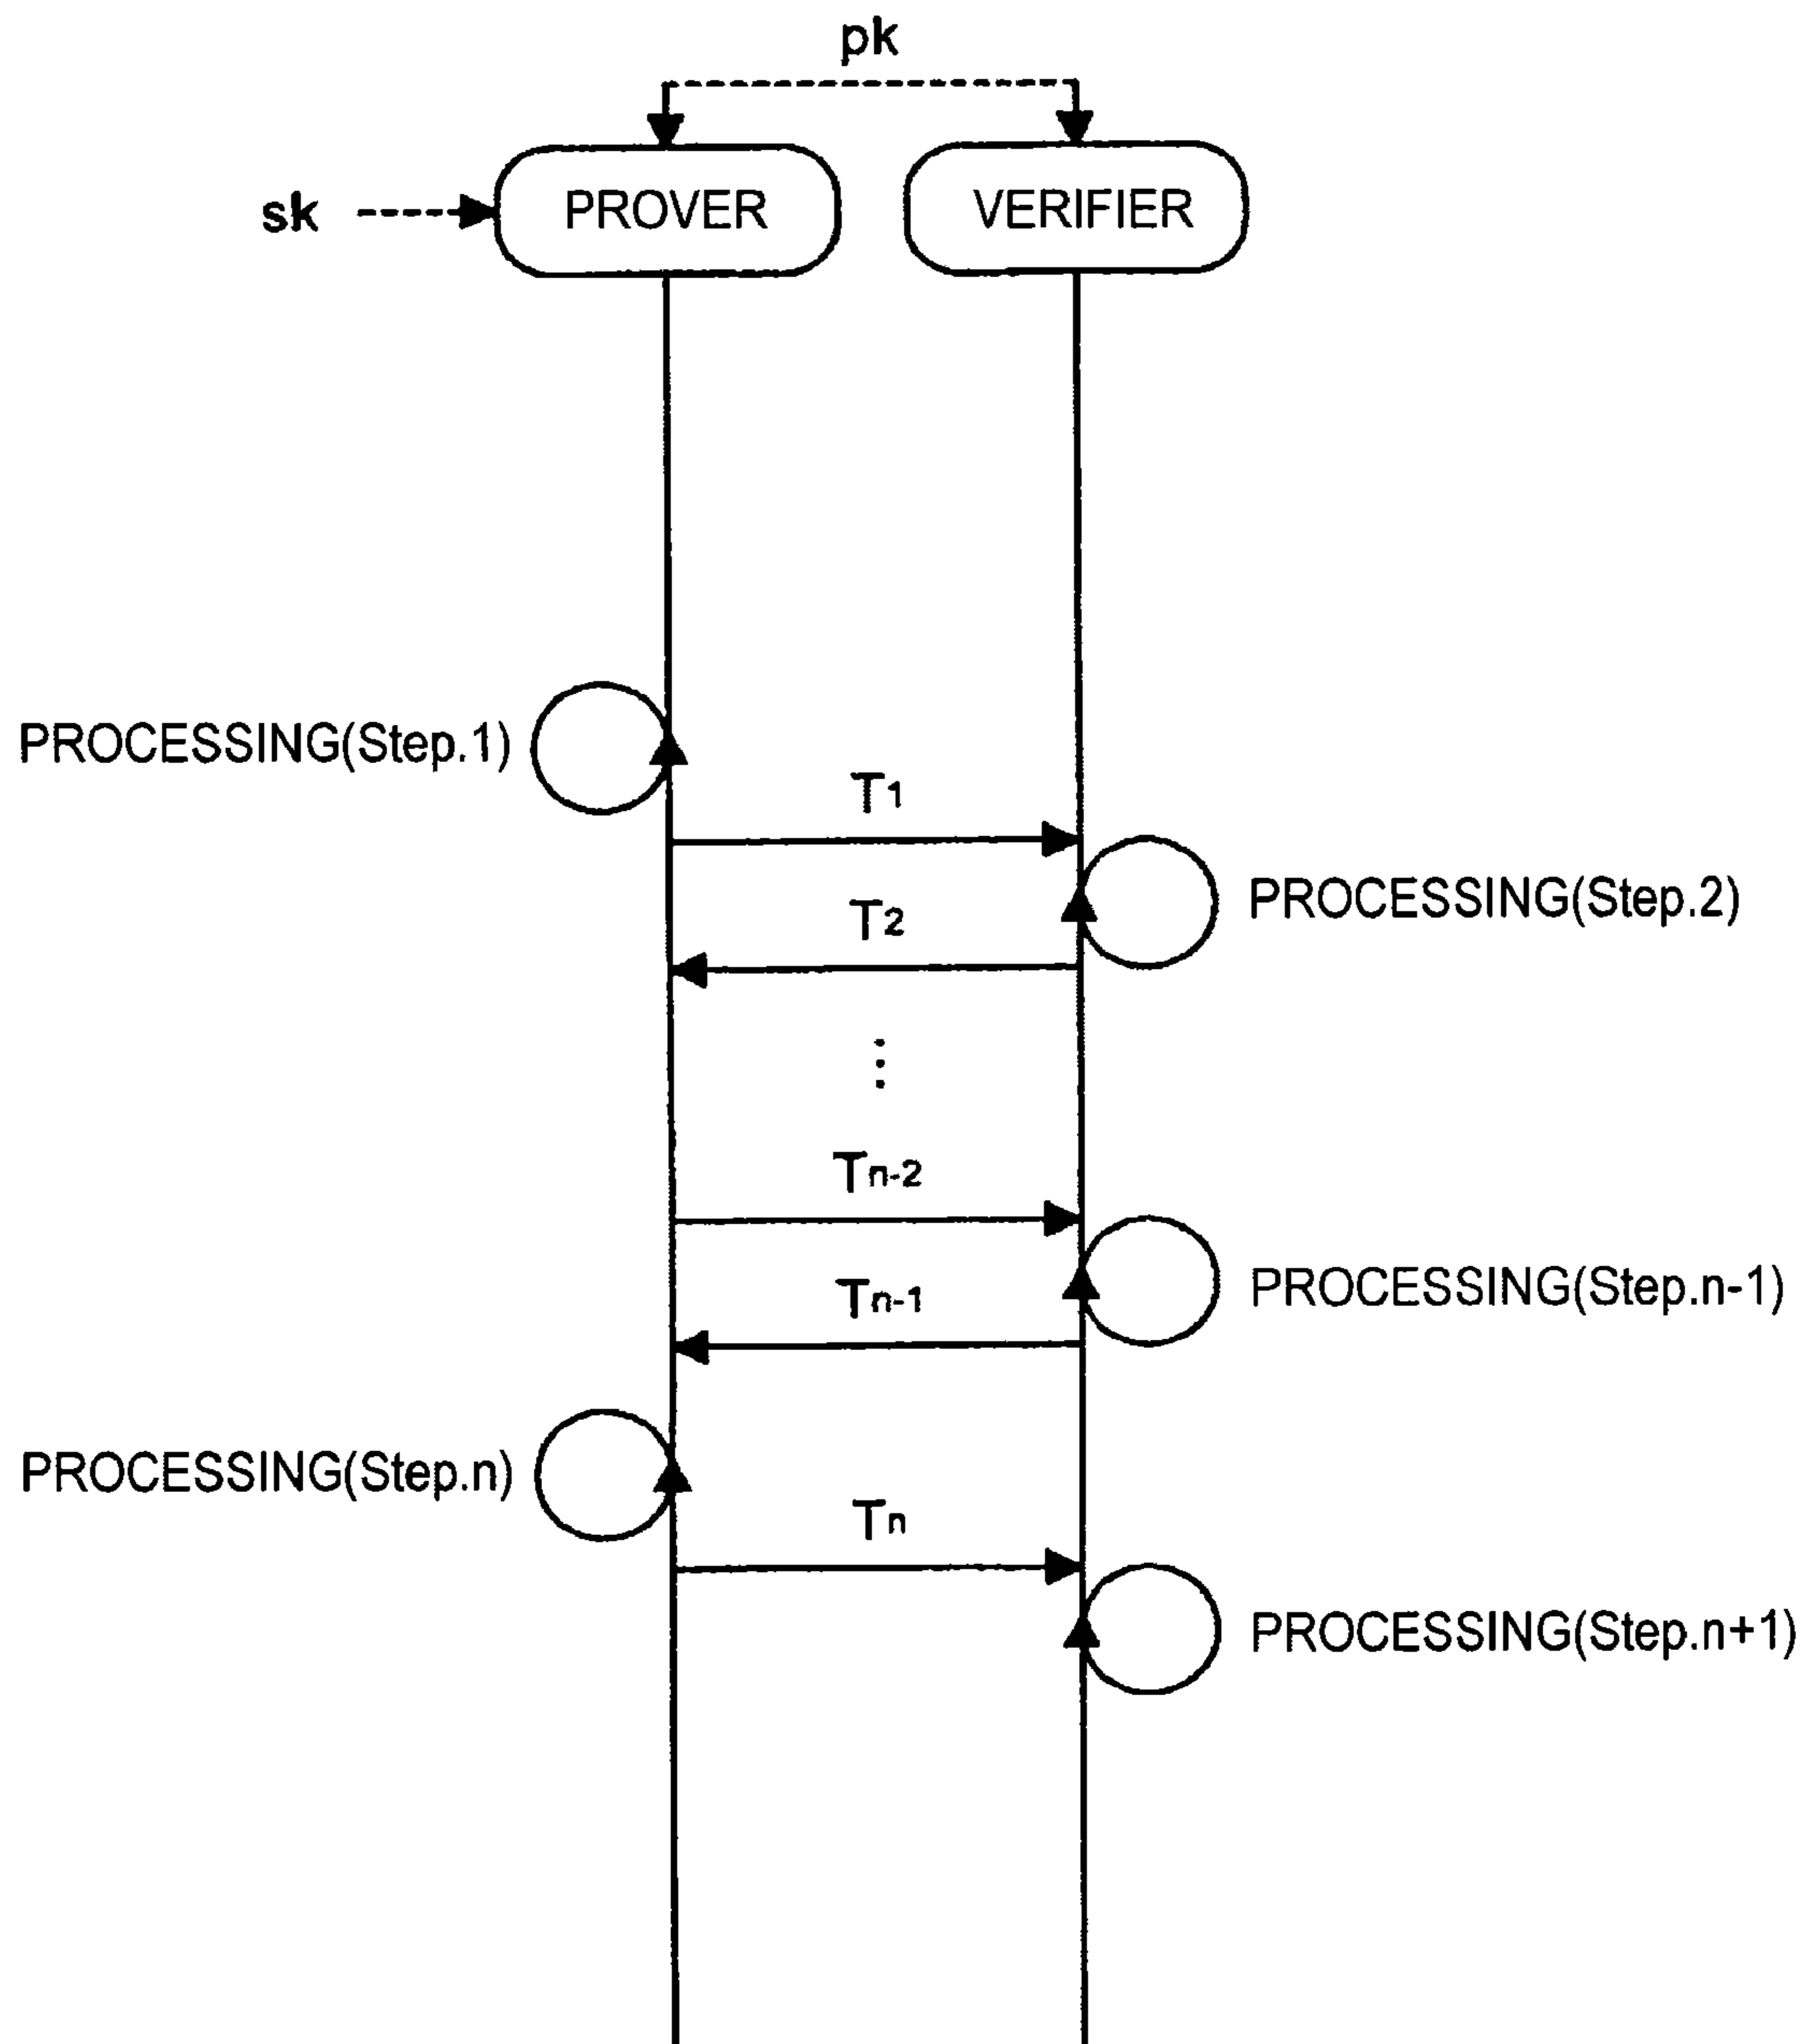 pk
sk
PROVER
VERIFIER
PROCESSING(Step.1)
T1
PROCESSING(Step.2)
T2
⋮
Tn-2
PROCESSING(Step.n-1)
Tn-1
PROCESSING(Step.n)
Tn
PROCESSING(Step.n+1)